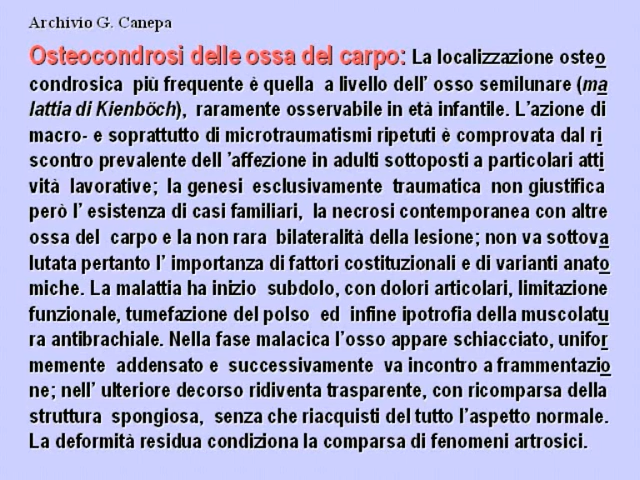 Archivio G. Canepa
Osteocondrosi delle ossa del carpo: La localizzazione osteo
condrosica più frequente è quella a livello dell' osso semilunare (ma
lattia di Kienböch), raramente osservabile in età infantile. L'azione di
macro- e soprattutto di microtraumatismi ripetuti è comprovata dal ri
scontro prevalente dell 'affezione in adulti sottoposti a particolari atti
vità lavorative; la genesi esclusivamente traumatica non giustifica
però l' esistenza di casi familiari, la necrosi contemporanea con altre
ossa del carpo e la non rara bilateralità della lesione; non va sottova
lutata pertanto l' importanza di fattori costituzionali e di varianti anato
miche. La malattia ha inizio subdolo, con dolori articolari, limitazione
funzionale, tumefazione del polso ed infine ipotrofia della muscolatu
ra antibrachiale. Nella fase malacica l'osso appare schiacciato, unifor
memente addensato e successivamente va incontro a frammentazio
ne; nell' ulteriore decorso ridiventa trasparente, con ricomparsa della
struttura spongiosa, senza che riacquisti del tutto l'aspetto normale.
La deformità residua condiziona la comparsa di fenomeni artrosici.